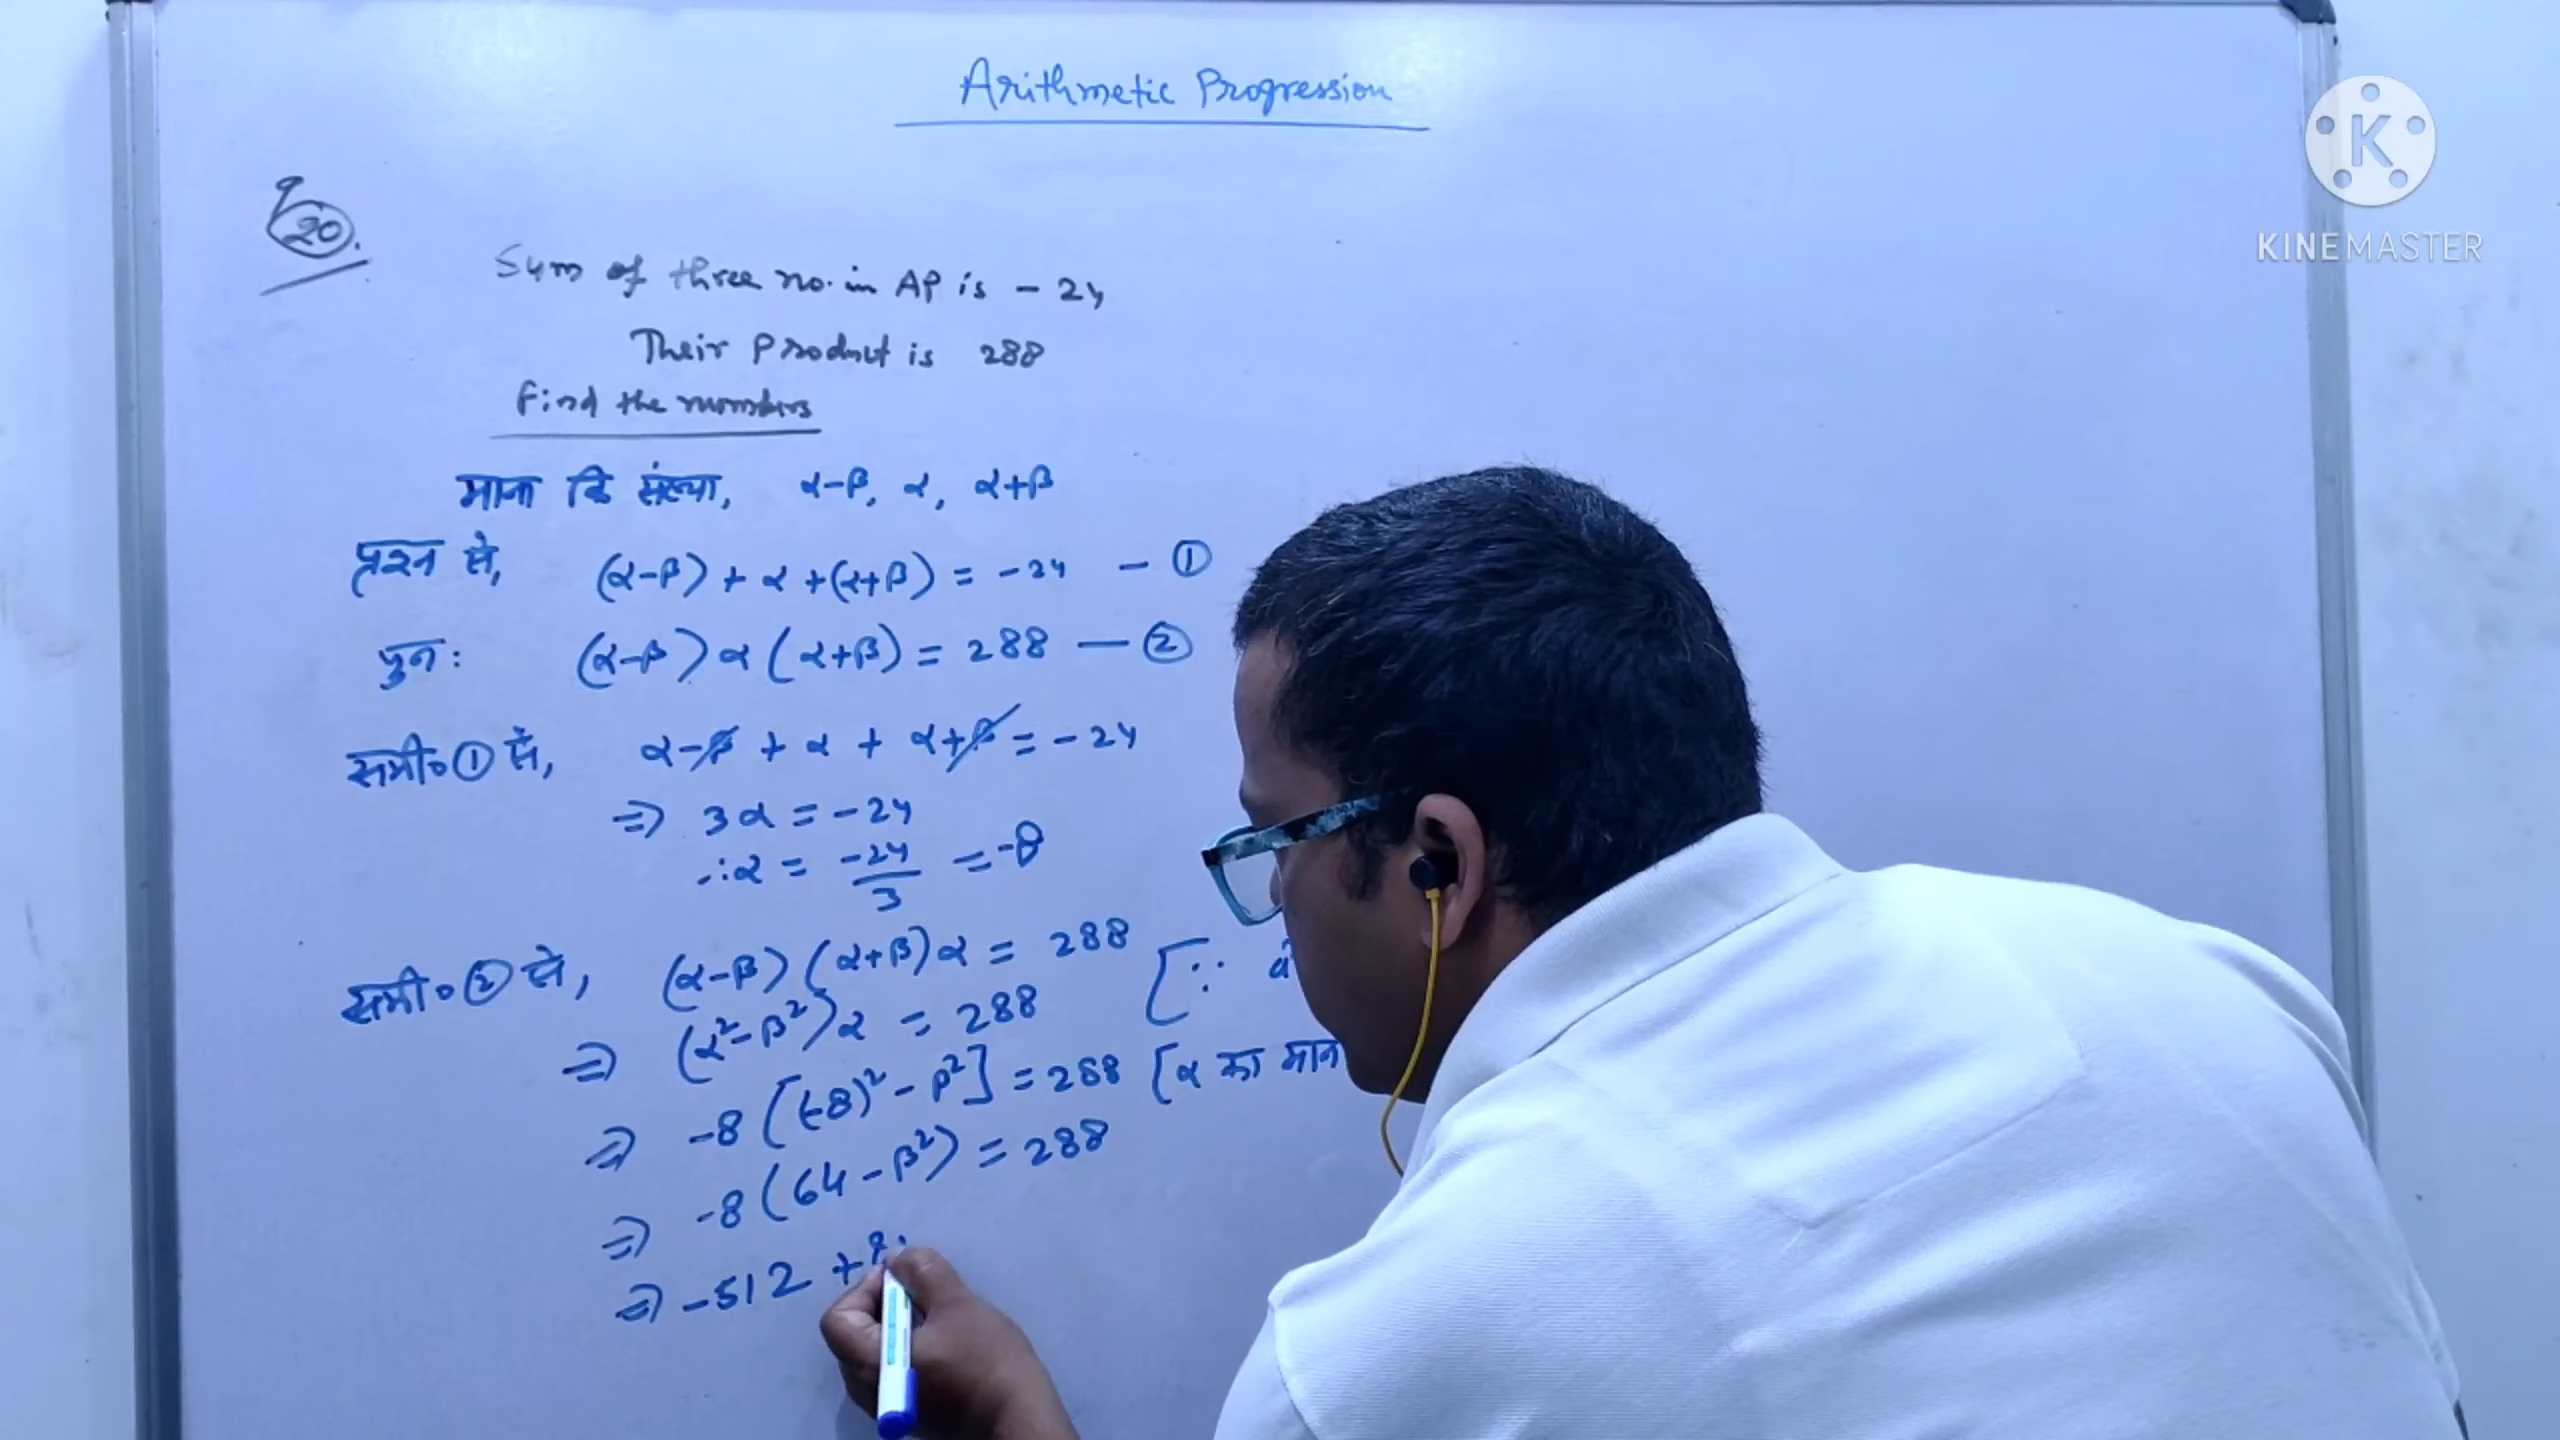 Arithmetic Progression
K
KINEMASTER
Q 20.
Sum of three no. in AP is - 24
Their Product is 288
Find the numbers
माना कि संख्या, α-β, α, α+β
प्रश्न से, (α-β) + α + (α+β) = -24 - ①
पुनः (α-β) α (α+β) = 288 — ②
समी० ① से, α-β + α + α+β = -24
⇒ 3α = -24
∴ α = -24/3 = -8
समी० ② से, (α-β) (α+β) α = 288 [∵
⇒ (α²-β²) α = 288
⇒ -8 [(-8)² - β²] = 288 [α का मान
⇒ -8 (64 - β²) = 288
⇒ -512 + 8